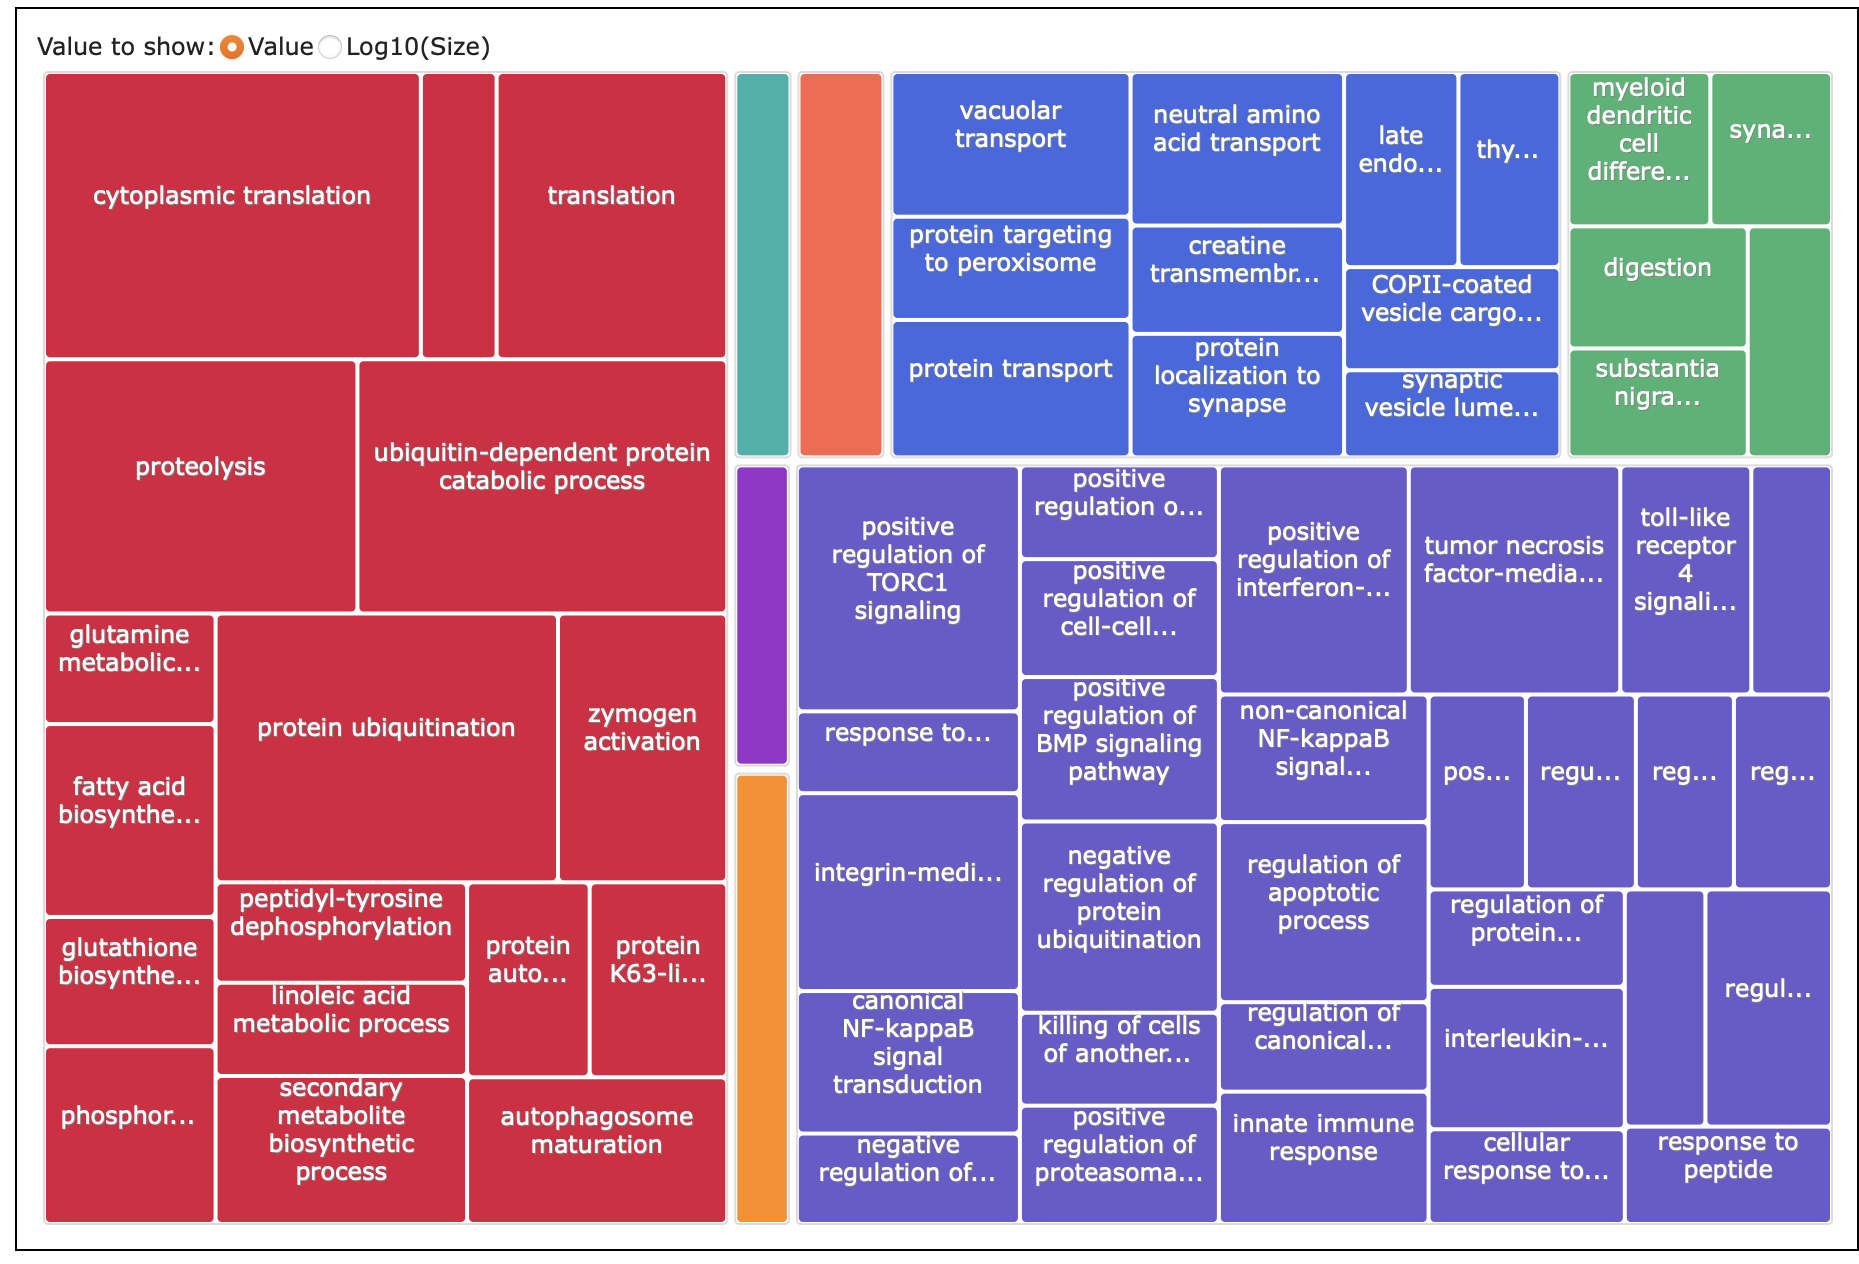 Value to show: Value Log10(Size)
cytoplasmic translation
translation
proteolysis
ubiquitin-dependent protein
catabolic process
glutamine
metabolic...
protein ubiquitination
zymogen
activation
fatty acid
biosynthe...
peptidyl-tyrosine
dephosphorylation
protein
auto...
protein
K63-li...
glutathione
biosynthe...
linoleic acid
metabolic process
phosphor...
secondary
metabolite
biosynthetic
process
autophagosome
maturation
vacuolar
transport
neutral amino
acid transport
late
endo...
thy...
protein targeting
to peroxisome
creatine
transmembr...
COPII-coated
vesicle cargo...
protein transport
protein
localization to
synapse
synaptic
vesicle lume...
myeloid
dendritic
cell
differe...
syna...
digestion
substantia
nigra...
positive
regulation of
TORC1
signaling
positive
regulation o...
positive
regulation of
cell-cell...
positive
regulation of
interferon-...
tumor necrosis
factor-media...
toll-like
receptor
4
signali...
response to...
positive
regulation of
BMP signaling
pathway
non-canonical
NF-kappaB
signal...
pos...
regu...
reg...
reg...
integrin-medi...
negative
regulation of
protein
ubiquitination
regulation of
apoptotic
process
regulation of
protein...
regul...
canonical
NF-kappaB
signal
transduction
killing of cells
of another...
regulation of
canonical...
interleukin-...
negative
regulation of...
positive
regulation of
proteasoma...
innate immune
response
cellular
response to...
response to
peptide